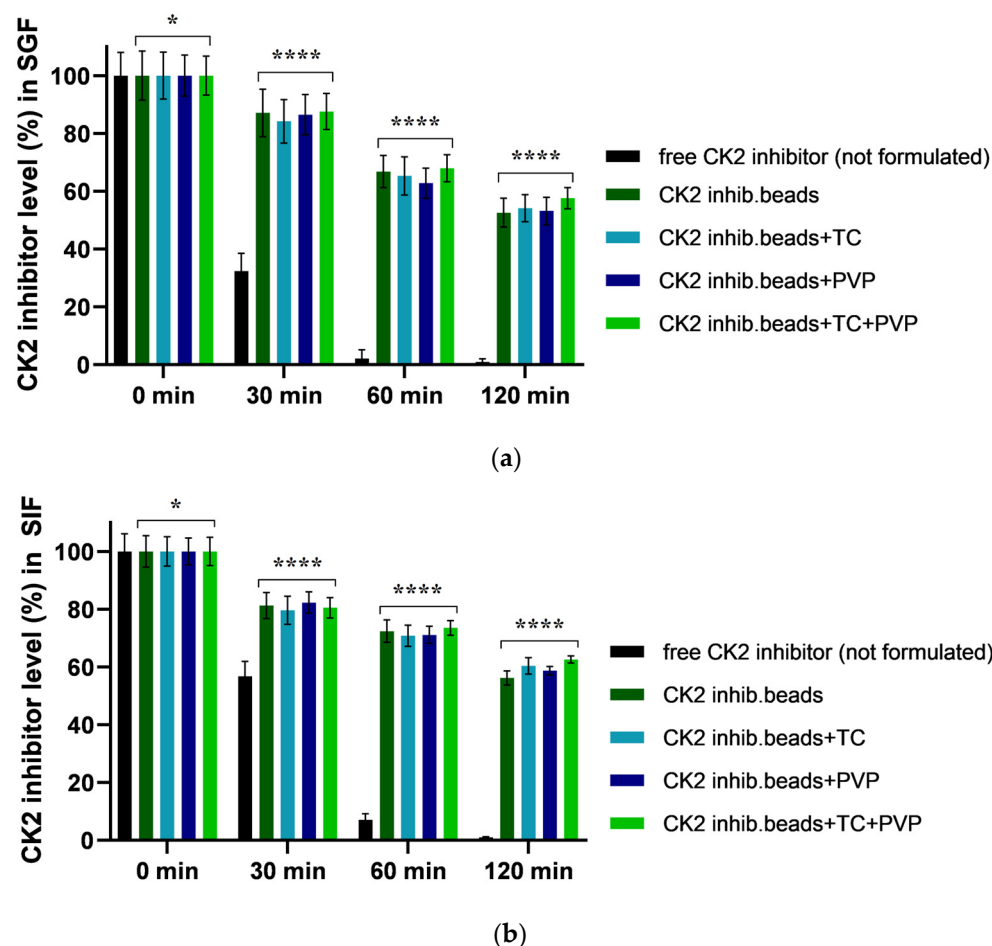 CK2 inhibitor level (%) in SGF
100
80
60
40
20
0
*
****
****
****
0 min
30 min
60 min
120 min
free CK2 inhibitor (not formulated)
CK2 inhib.beads
CK2 inhib.beads+TC
CK2 inhib.beads+PVP
CK2 inhib.beads+TC+PVP
(a)
CK2 inhibitor level (%) in SIF
100
80
60
40
20
0
*
****
****
****
0 min
30 min
60 min
120 min
free CK2 inhibitor (not formulated)
CK2 inhib.beads
CK2 inhib.beads+TC
CK2 inhib.beads+PVP
CK2 inhib.beads+TC+PVP
(b)